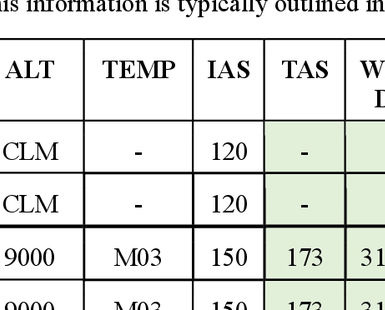 information is typically outlined in
ALT TEMP IAS TAS
CLM - 120 -
CLM - 120 -
9000 M03 150 173 31
9000 M03 150 173 31